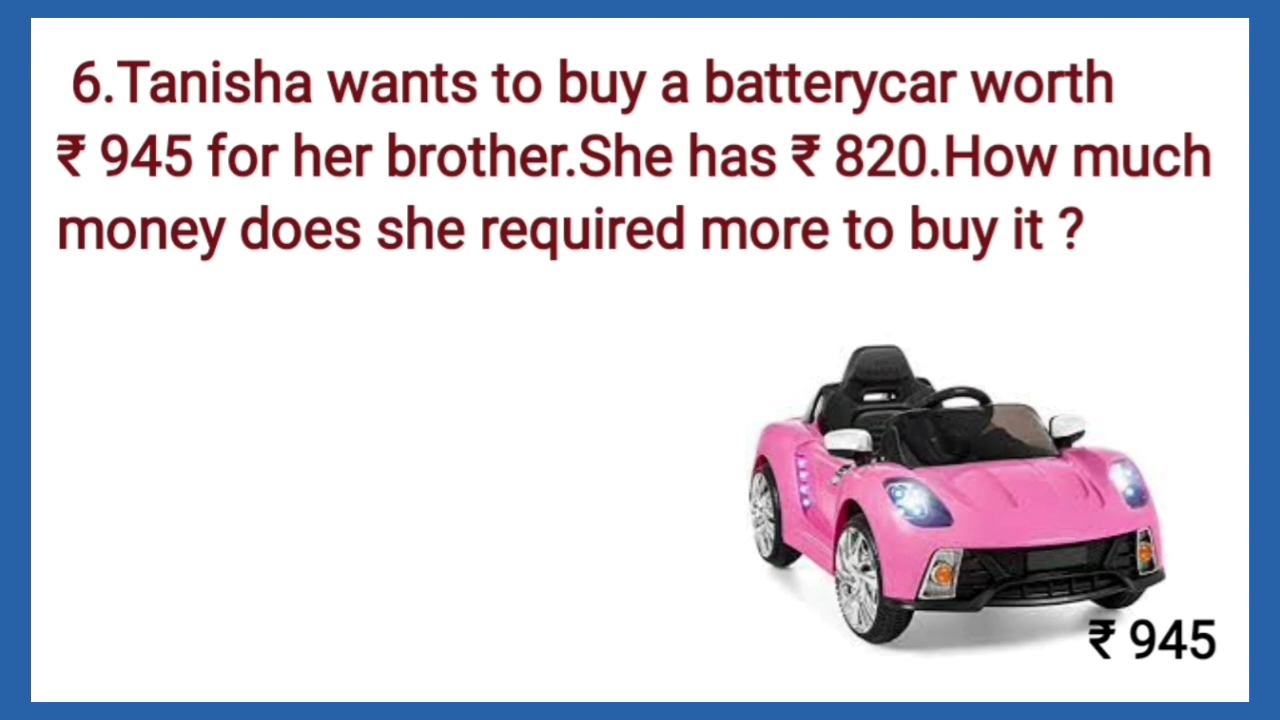 6.Tanisha wants to buy a batterycar worth
₹ 945 for her brother.She has ₹ 820.How much
money does she required more to buy it ?
₹ 945